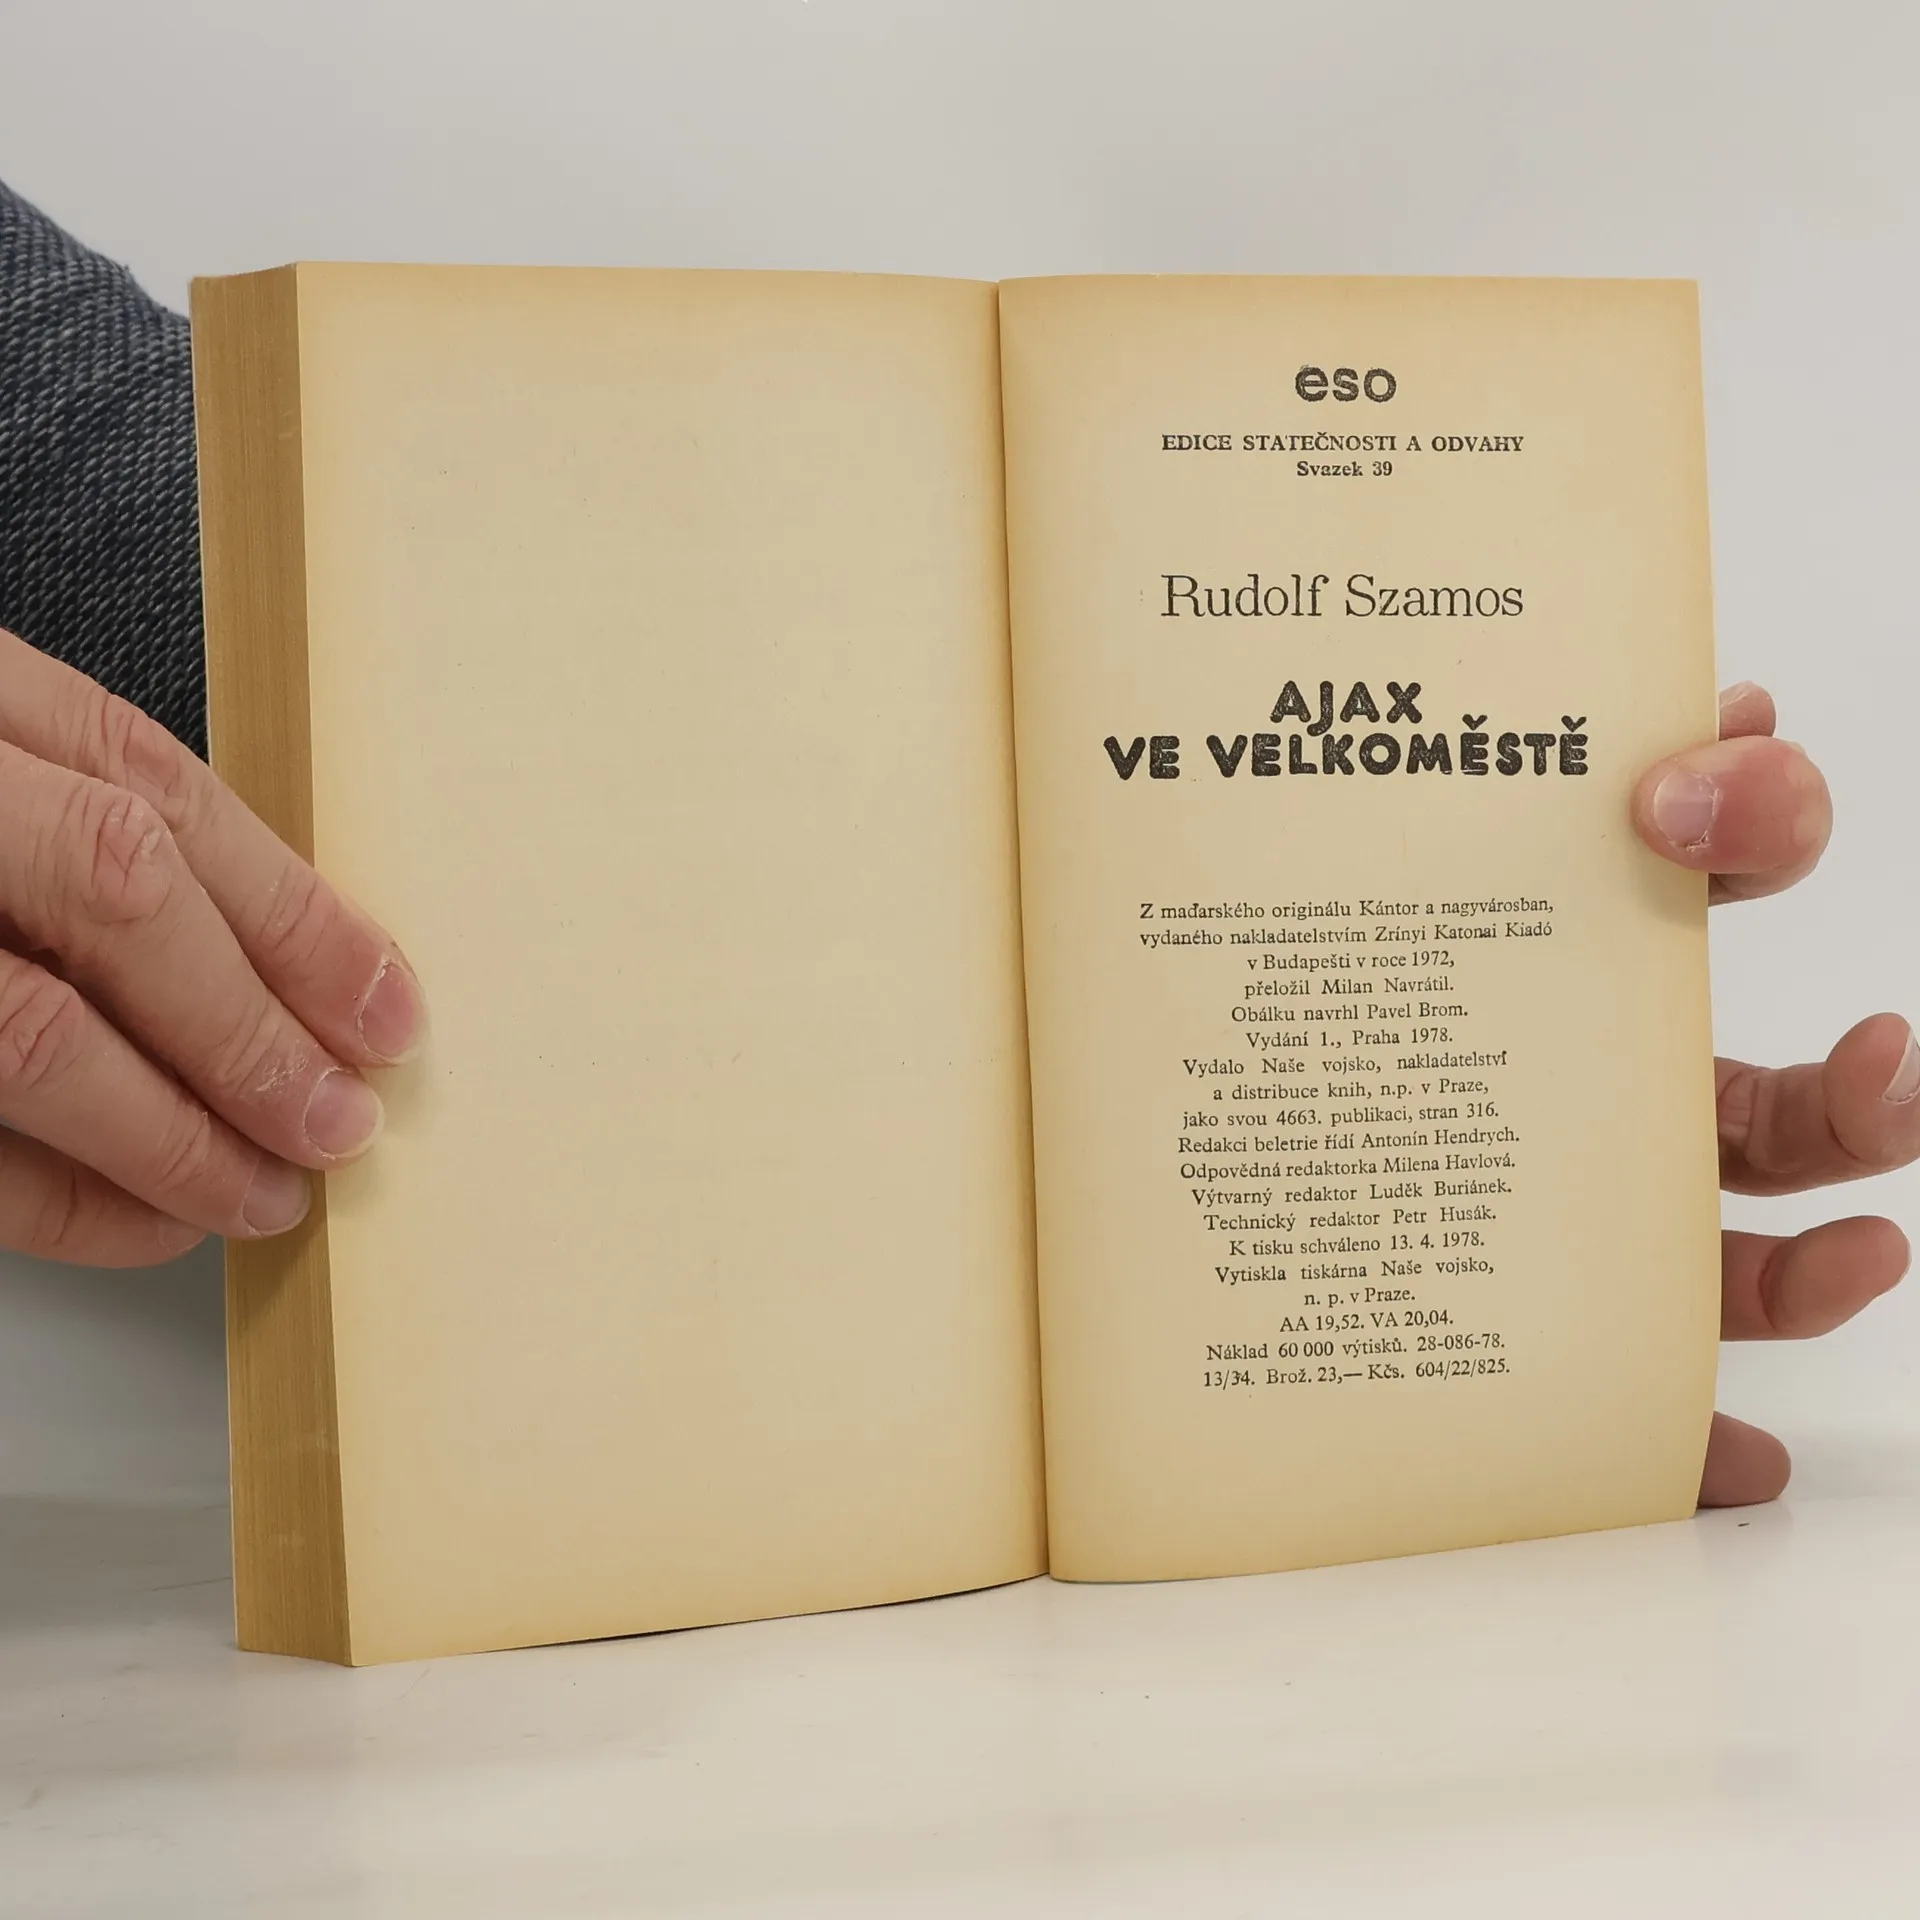 eso
EDICE STATEČNOSTI A ODVAHY
Svazek 39
Rudolf Szamos
AJAX
VE VELKOMĚSTĚ
Z maďarského originálu Kántor a nagyvárosban,
vydaného nakladatelstvím Zrínyi Katonai Kiadó
v Budapešti v roce 1972,
přeložil Milan Navrátil.
Obálku navrhl Pavel Brom.
Vydání 1., Praha 1978.
Vydalo Naše vojsko, nakladatelství
a distribuce knih, n.p. v Praze,
jako svou 4663. publikaci, stran 316.
Redakci beletrie řídí Antonín Hendrych.
Odpovědná redaktorka Milena Havlová.
Výtvarný redaktor Luděk Buriánek.
Technický redaktor Petr Husák.
K tisku schváleno 13. 4. 1978.
Vytiskla tiskárna Naše vojsko,
n. p. v Praze.
AA 19,52. VA 20,04.
Náklad 60 000 výtisků. 28-086-78.
13/34. Brož. 23,— Kčs. 604/22/825.